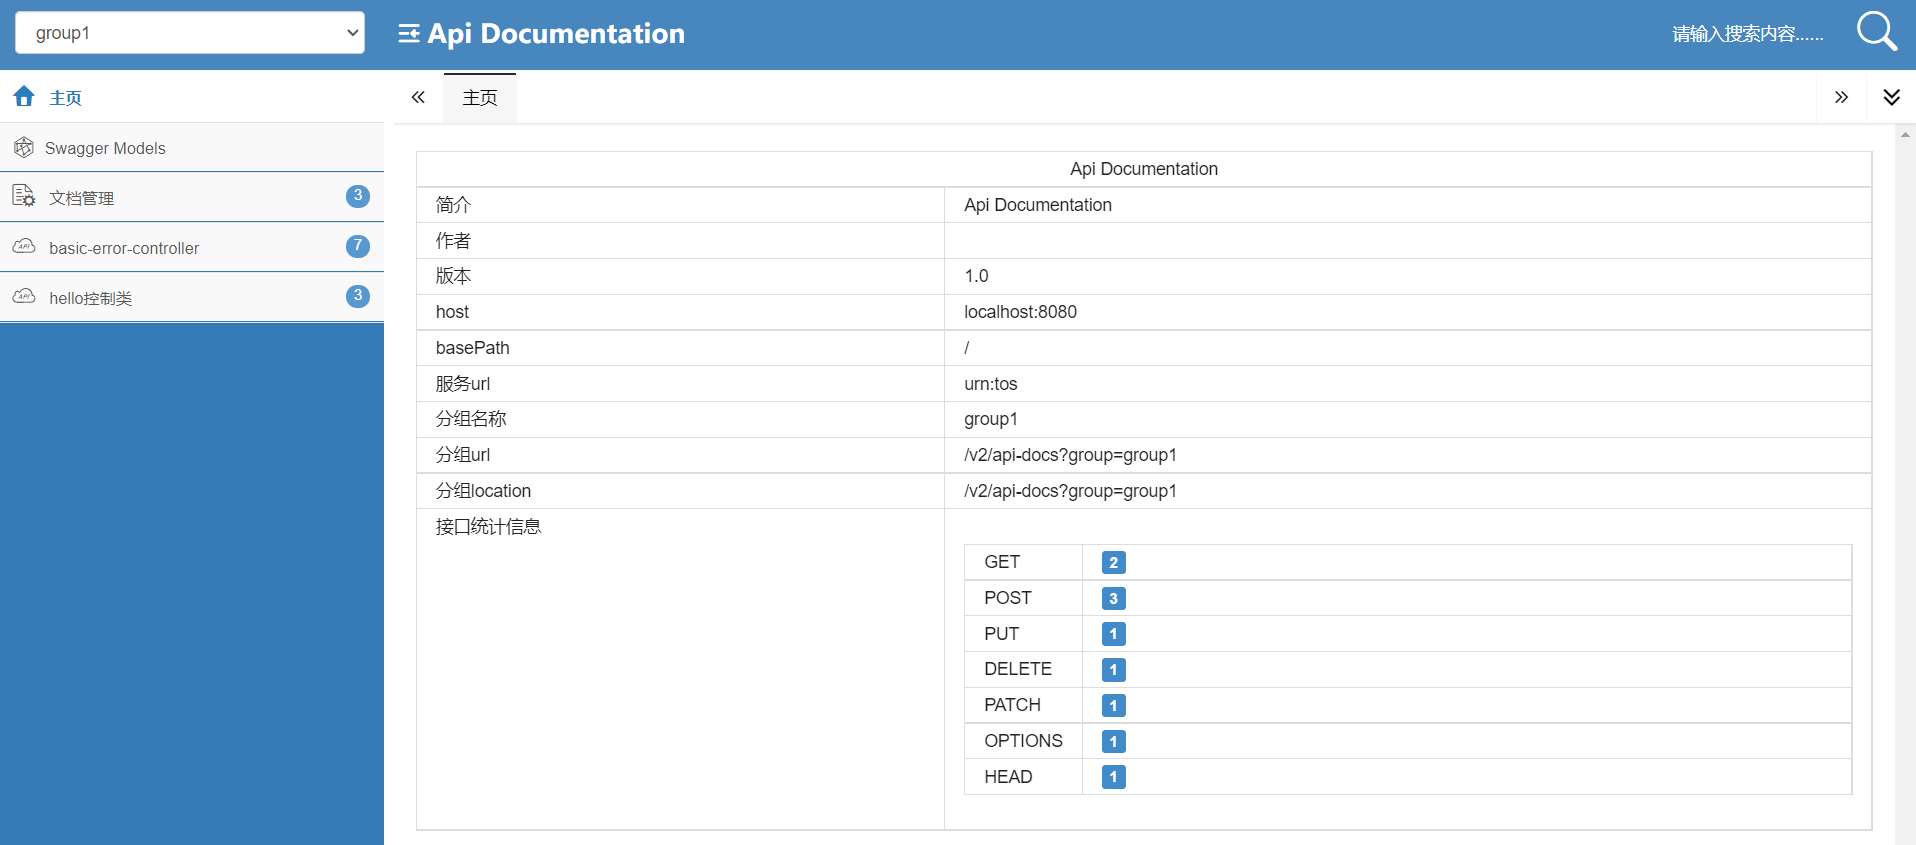 group1
Api Documentation
请输入搜索内容......
主页
主页
Swagger Models
文档管理 3
basic-error-controller 7
hello控制类 3
Api Documentation
简介 Api Documentation
作者
版本 1.0
host localhost:8080
basePath /
服务url urn:tos
分组名称 group1
分组url /v2/api-docs?group=group1
分组location /v2/api-docs?group=group1
接口统计信息
GET 2
POST 3
PUT 1
DELETE 1
PATCH 1
OPTIONS 1
HEAD 1